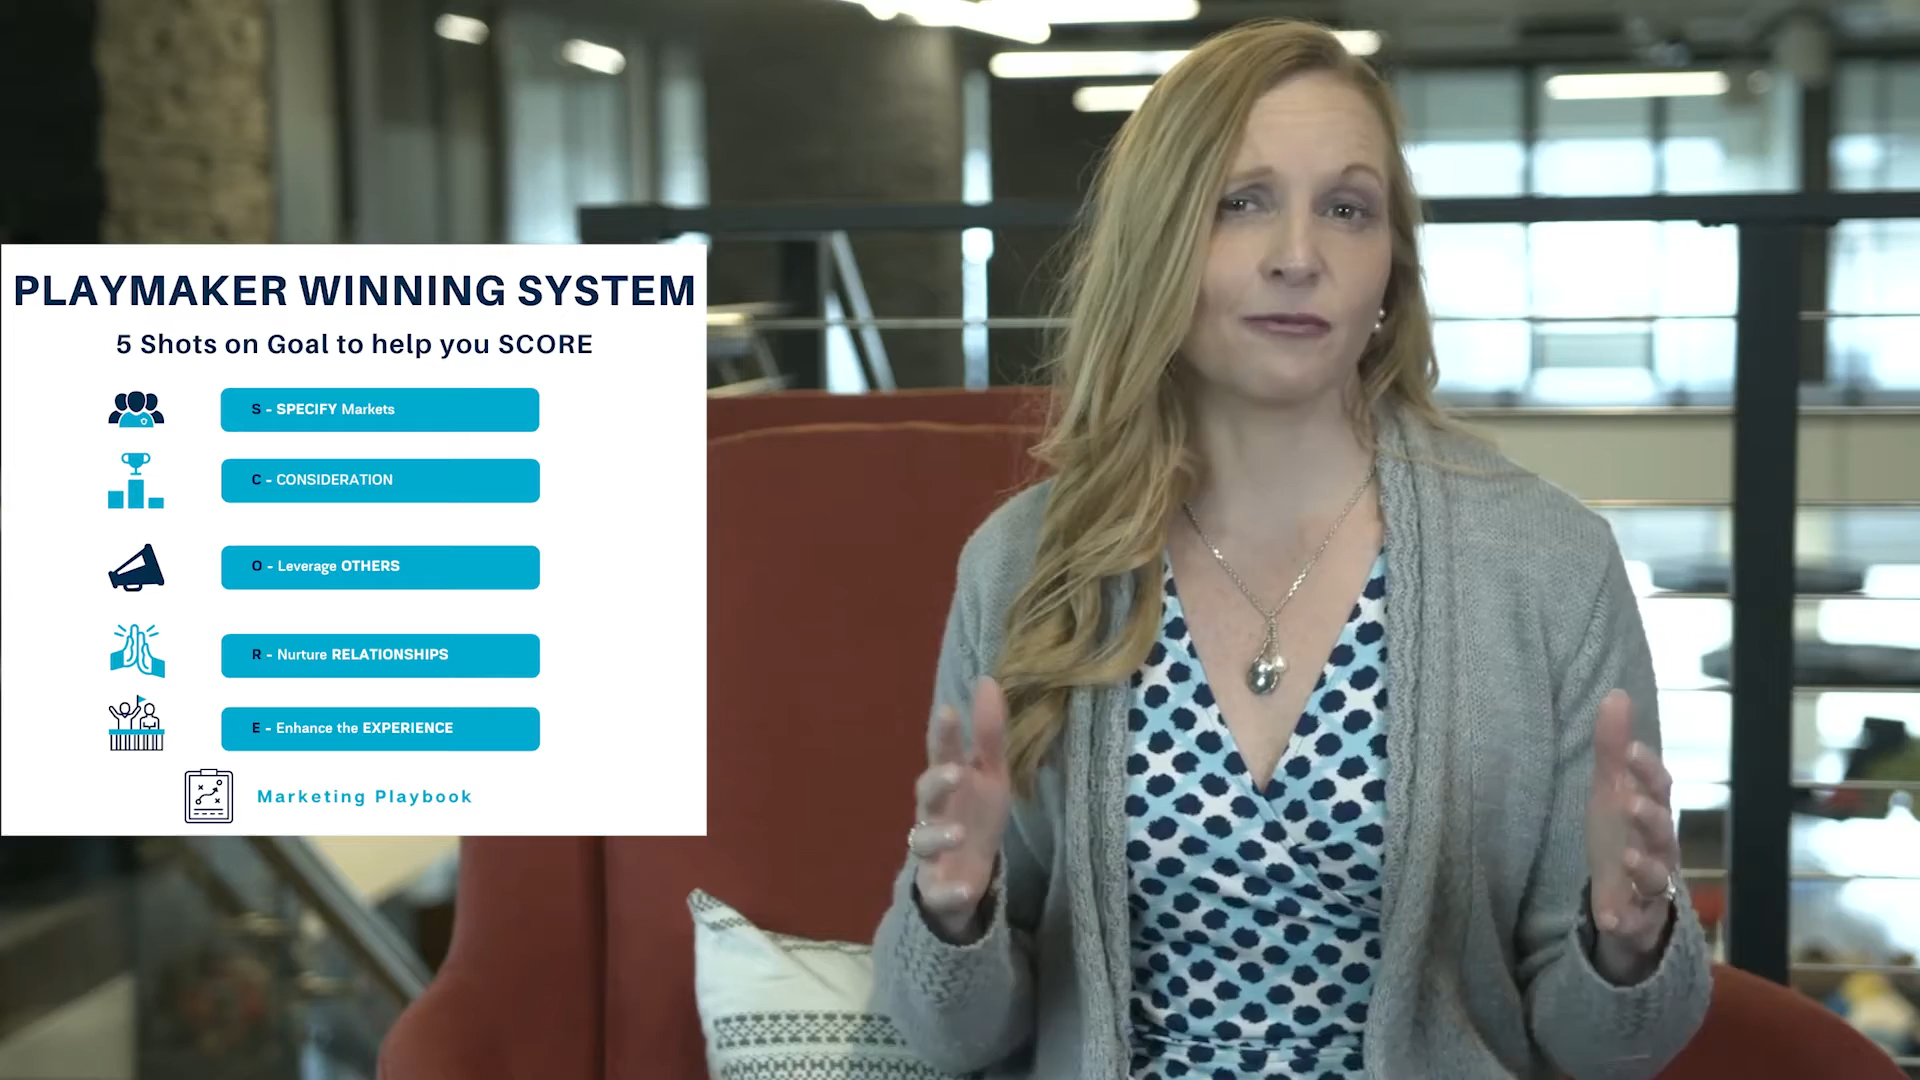 PLAYMAKER WINNING SYSTEM
5 Shots on Goal to help you SCORE
S - SPECIFY Markets
C - CONSIDERATION
O - Leverage OTHERS
R - Nurture RELATIONSHIPS
E - Enhance the EXPERIENCE
Marketing Playbook